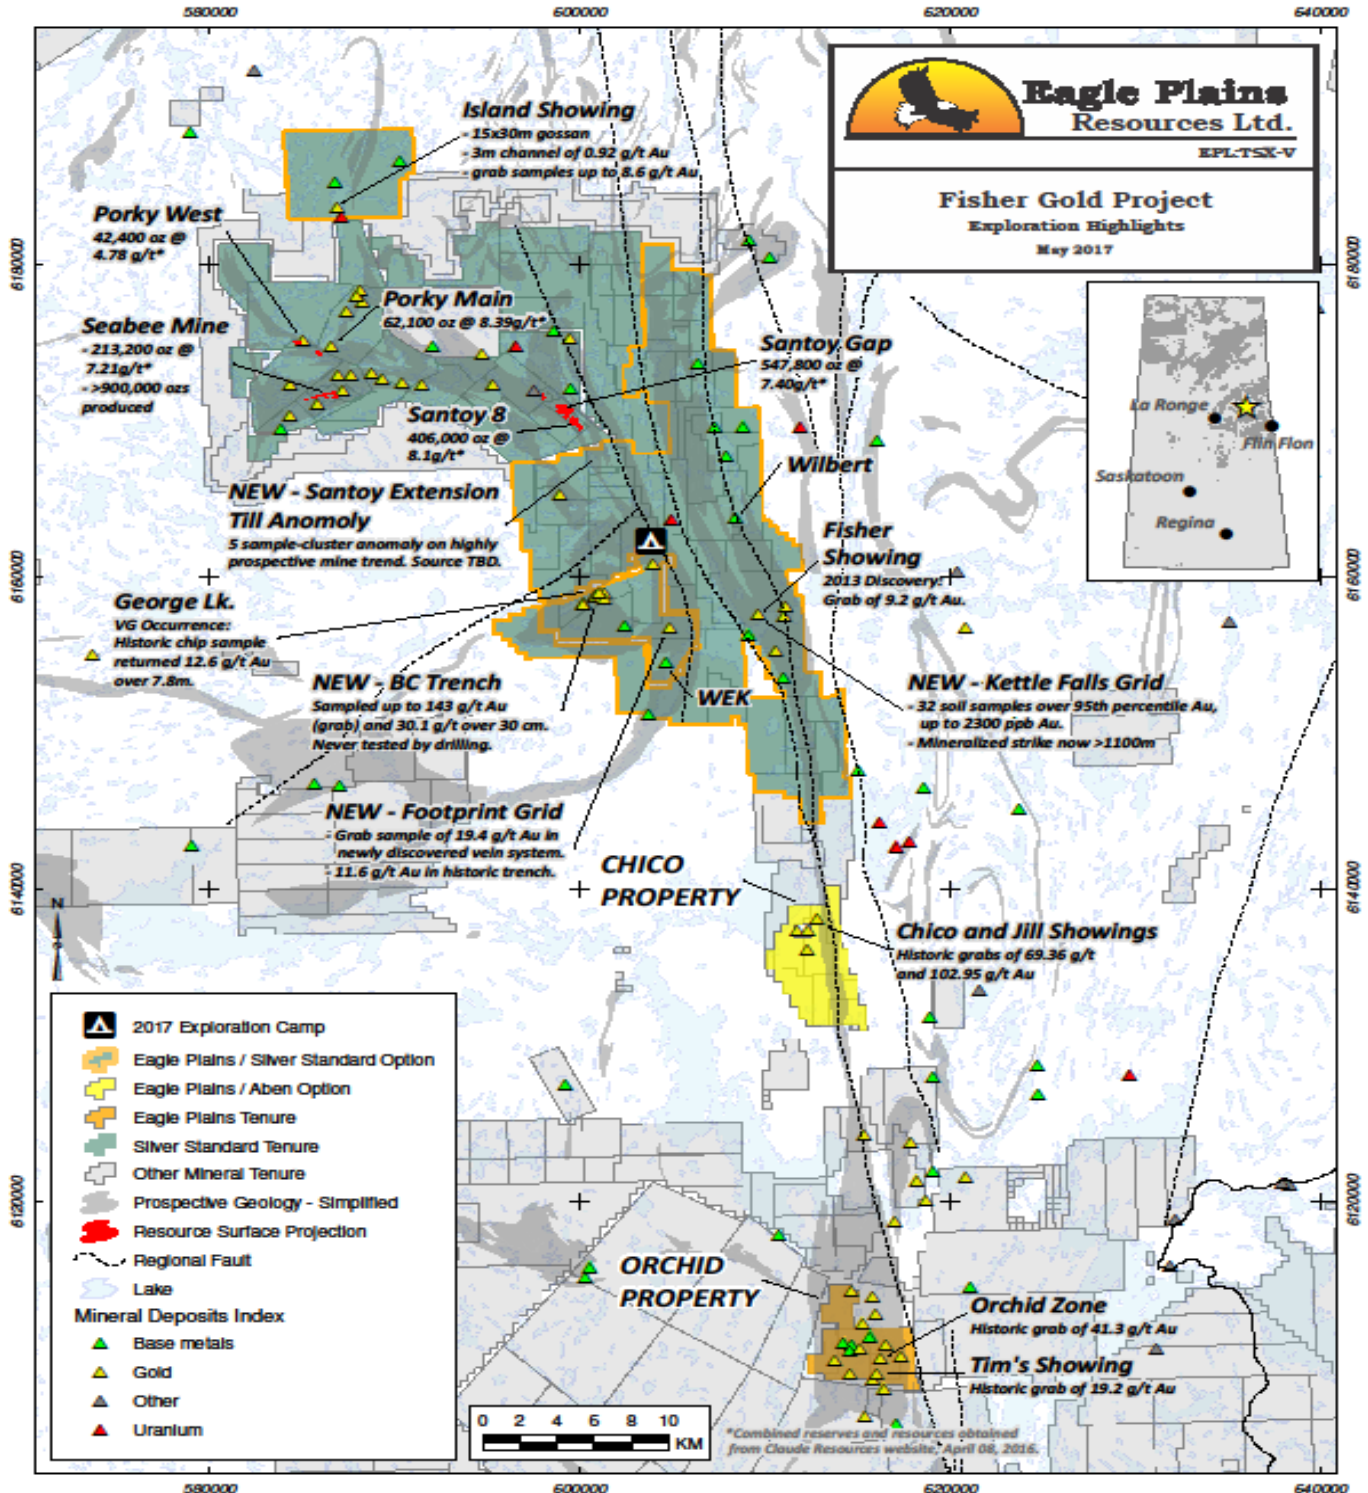 580000
600000
620000
640000
Eagle Plains
Resources Ltd.
EPL:TSX-V
Fisher Gold Project
Exploration Highlights
May 2017
Island Showing
- 15x30m gossan
- 3m channel of 0.92 g/t Au
- grab samples up to 8.6 g/t Au
Porky West
42,400 oz @
4.78 g/t*
6180000
6180000
Porky Main
62,100 oz @ 8.39g/t*
Seabee Mine
- 213,200 oz @
7.21g/t*
- >900,000 ozs
produced
Santoy Gap
547,800 oz @
7.40g/t*
Santoy 8
406,000 oz @
8.1g/t*
La Ronge
Flin Flon
Saskatoon
Regina
Wilbert
NEW - Santoy Extension
Till Anomoly
5 sample-cluster anomaly on highly
prospective mine trend. Source TBD.
Fisher
Showing
2013 Discovery:
Grab of 9.2 g/t Au.
6160000
6160000
George Lk.
VG Occurrence:
Historic chip sample
returned 12.6 g/t Au
over 7.8m.
NEW - BC Trench
Sampled up to 143 g/t Au
(grab) and 30.1 g/t over 30 cm.
Never tested by drilling.
WEK
NEW - Kettle Falls Grid
- 32 soil samples over 95th percentile Au,
up to 2300 ppb Au.
- Mineralized strike now >1100m
NEW - Footprint Grid
- Grab sample of 19.4 g/t Au in
newly discovered vein system.
- 11.6 g/t Au in historic trench.
CHICO
PROPERTY
6140000
6140000
N
Chico and Jill Showings
Historic grabs of 69.36 g/t
and 102.95 g/t Au
2017 Exploration Camp
Eagle Plains / Silver Standard Option
Eagle Plains / Aben Option
Eagle Plains Tenure
Silver Standard Tenure
Other Mineral Tenure
Prospective Geology - Simplified
Resource Surface Projection
Regional Fault
Lake
Mineral Deposits Index
Base metals
Gold
Other
Uranium
6120000
6120000
ORCHID
PROPERTY
Orchid Zone
Historic grab of 41.3 g/t Au
Tim's Showing
Historic grab of 19.2 g/t Au
0 2 4 6 8 10
KM
*Combined reserves and resources obtained
from Claude Resources website, April 08, 2016.
580000
600000
620000
640000